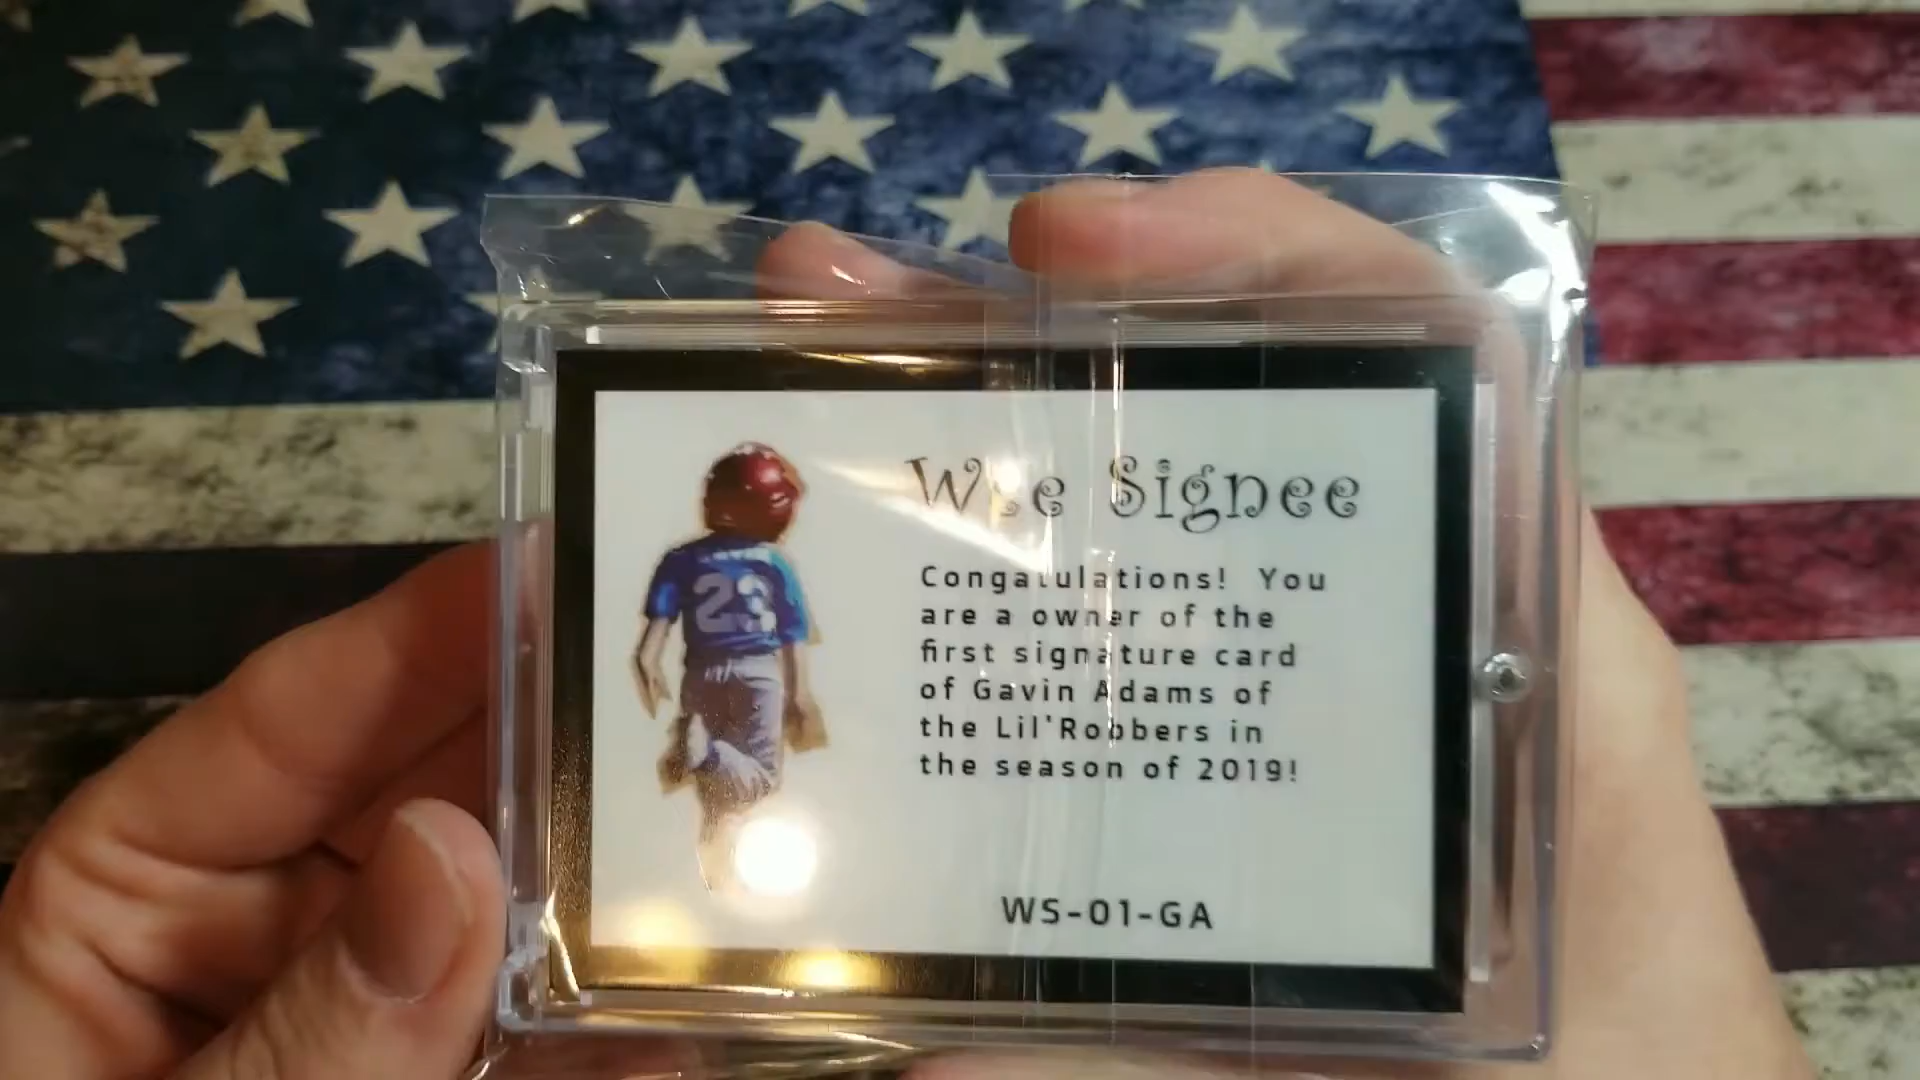 23
Wee Signee
Congatulations! You
are a owner of the
first signature card
of Gavin Adams of
the Lil'Robbers in
the season of 2019!
WS-01-GA